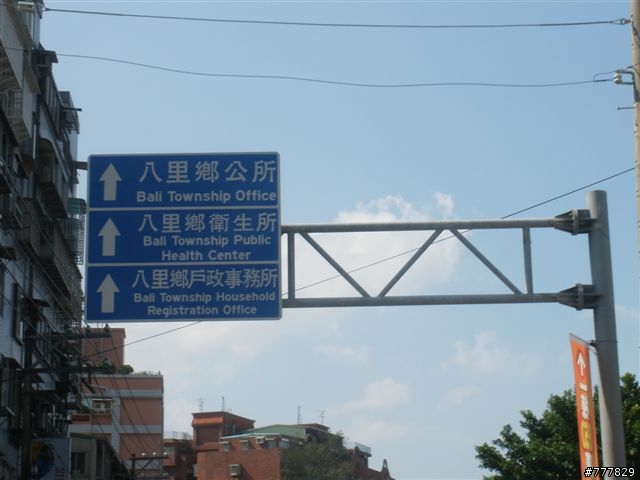 八里鄉公所
Bali Township Office
八里鄉衛生所
Bali Township Public
Health Center
八里鄉戶政事務所
Bali Township Household
Registration Office
#777829